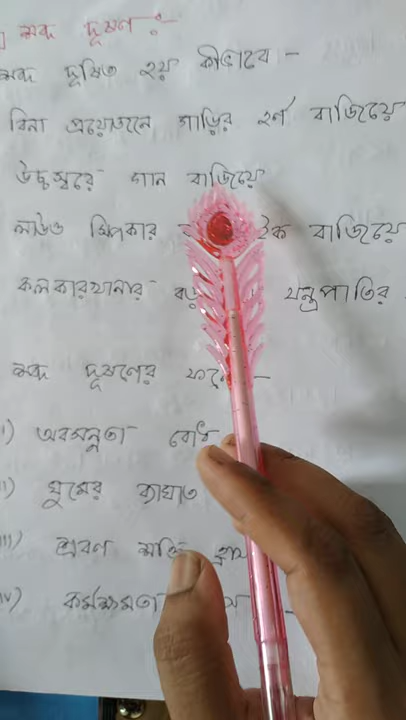 শব্দ দূষণ :-
শব্দ দূষিত হয় কীভাবে -
বিনা প্রয়োজনে গাড়ির হর্ণ বাজিয়ে
উচ্চস্বরে গান বাজিয়ে
লাউড স্পিকার বাজিয়ে
কলকারখানার যন্ত্রপাতির
শব্দ দূষণের ফলে -
i) অবসন্নতা বোধ
ii) ঘুমের ব্যাঘাত
iii) শ্রবণ শক্তি হ্রাস
iv) কর্মক্ষমতা